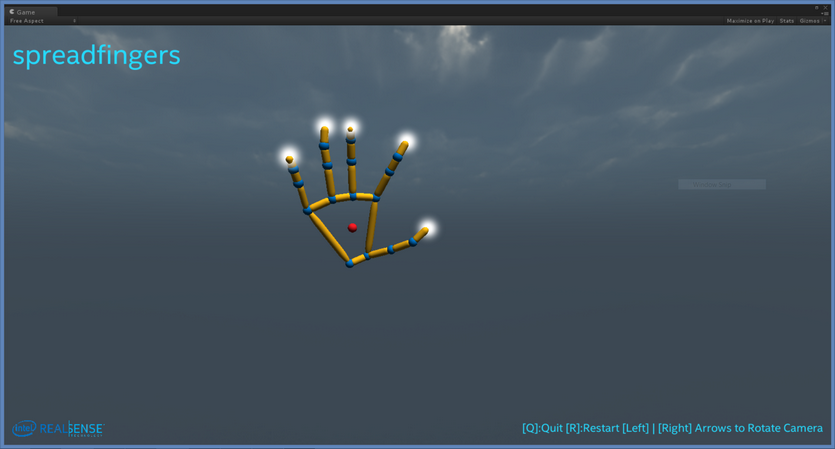 Game
Free Aspect
Maximize on Play Stats Gizmos
spreadfingers
intel REALSENSE
TECHNOLOGY
[Q]:Quit [R]:Restart [Left] | [Right] Arrows to Rotate Camera